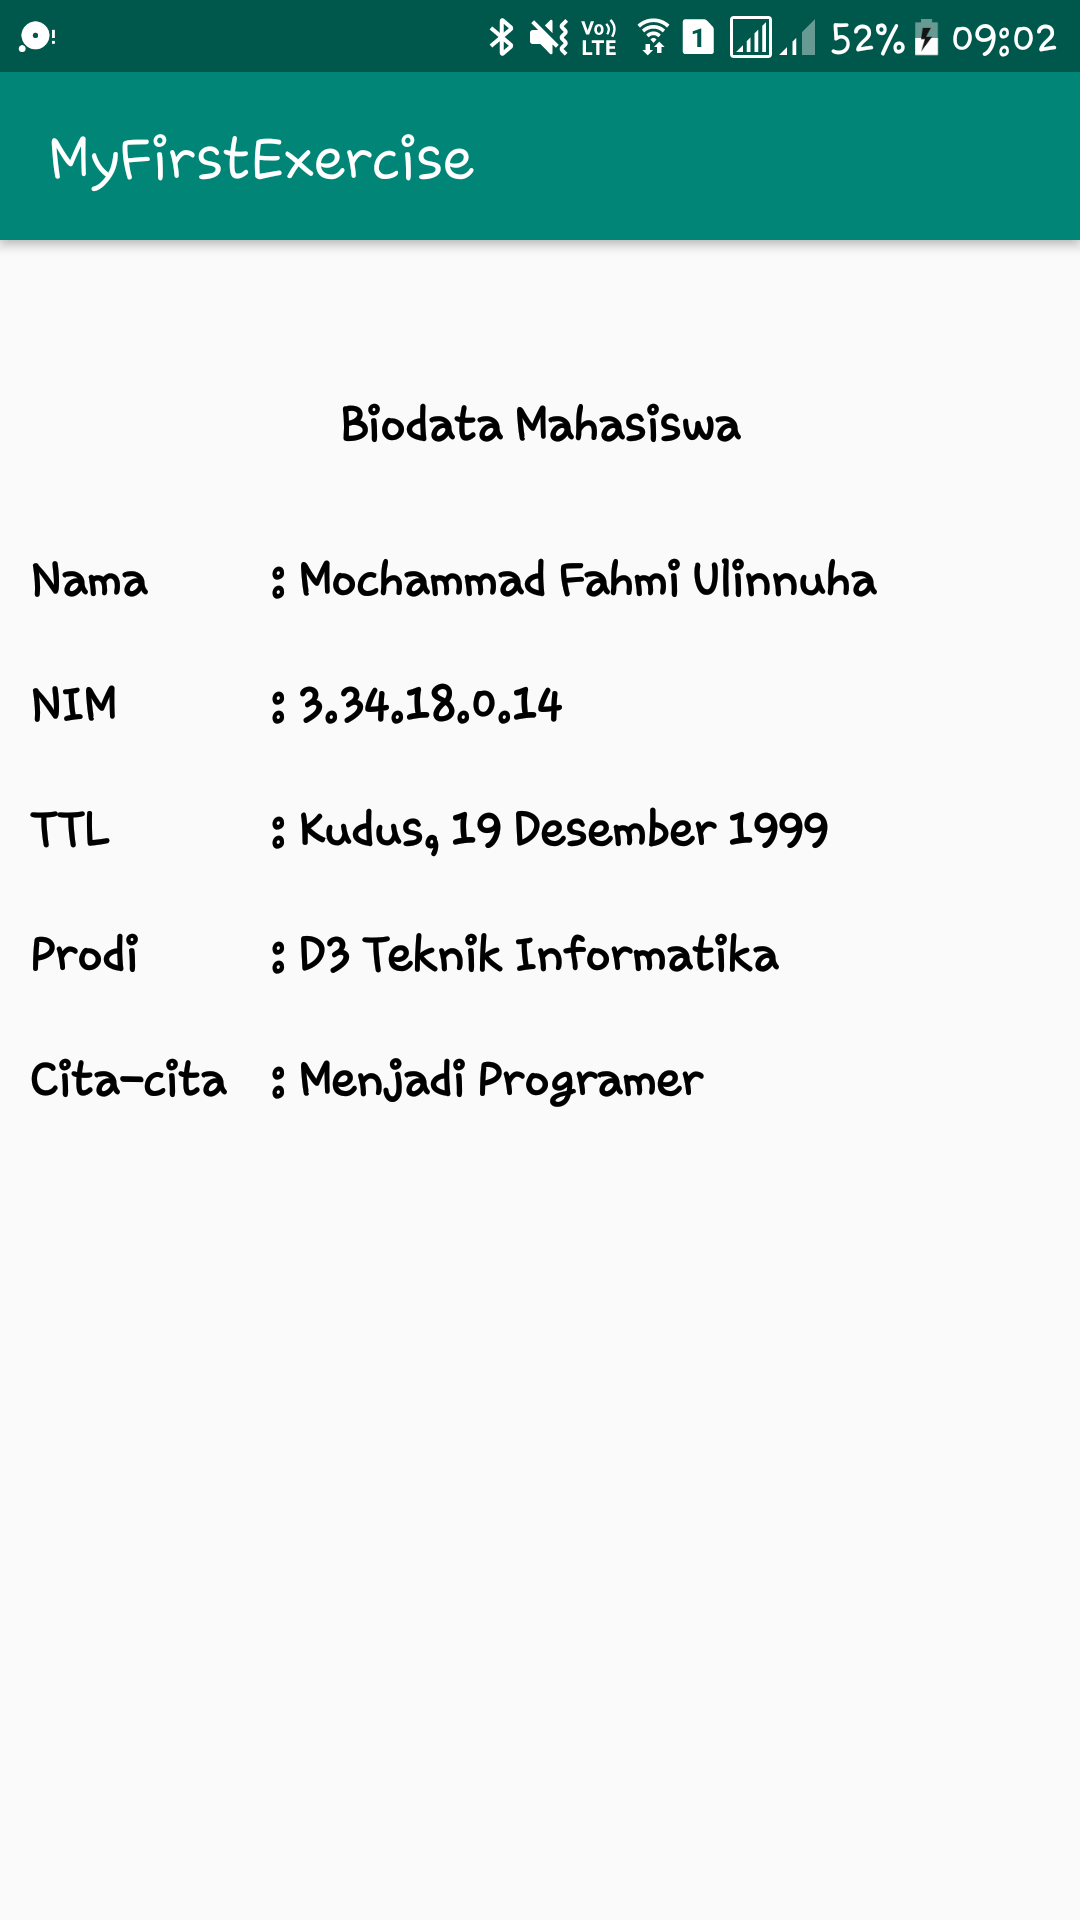 Vo)) LTE 1 52% 09:02
MyFirstExercise
Biodata Mahasiswa
Nama : Mochammad Fahmi Ulinnuha
NIM : 3.34.18.0.14
TTL : Kudus, 19 Desember 1999
Prodi : D3 Teknik Informatika
Cita-cita : Menjadi Programer